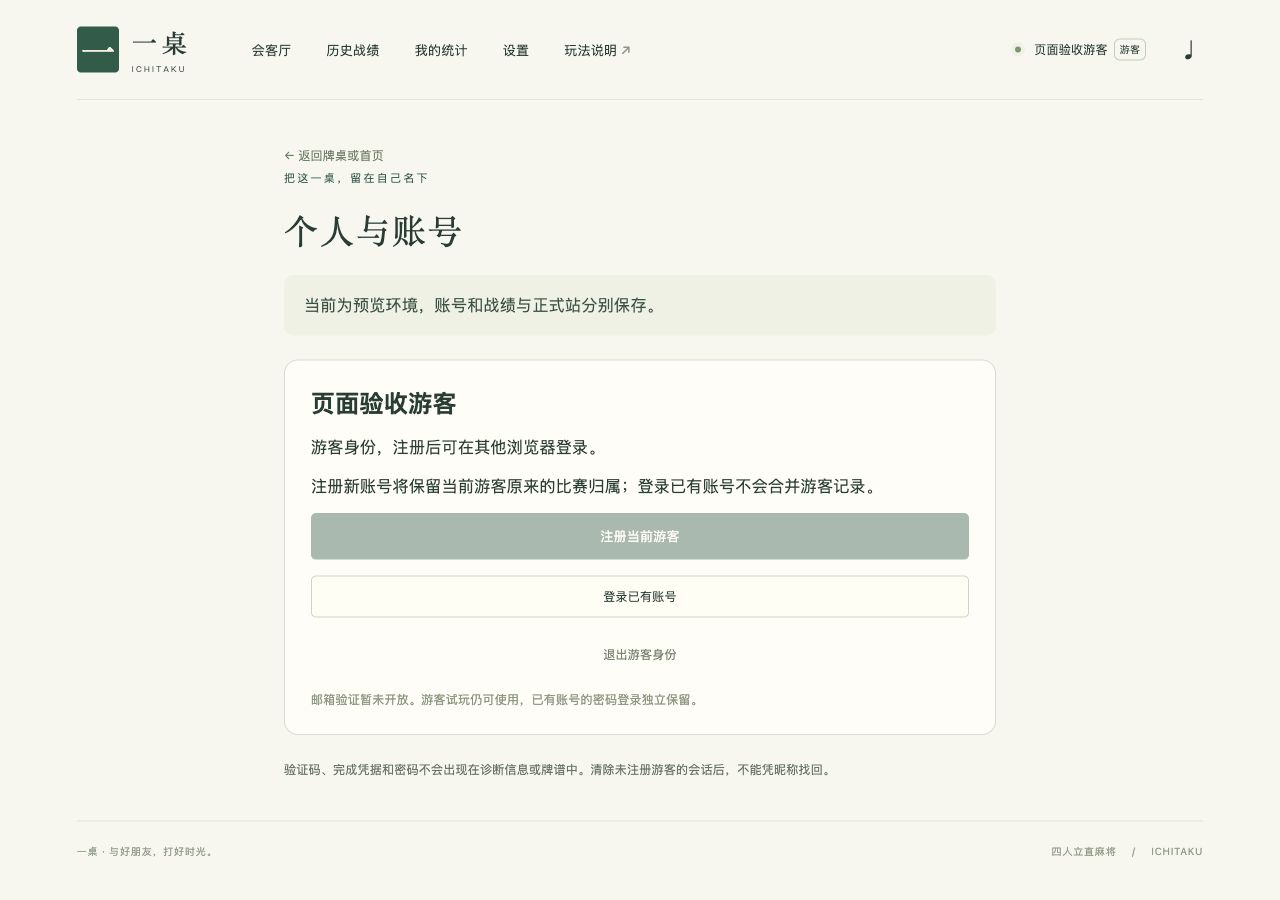 一桌
ICHITAKU
会客厅
历史战绩
我的统计
设置
玩法说明 ↗
页面验收游客 游客
← 返回牌桌或首页
把这一桌，留在自己名下
个人与账号
当前为预览环境，账号和战绩与正式站分别保存。
页面验收游客
游客身份，注册后可在其他浏览器登录。
注册新账号将保留当前游客原来的比赛归属；登录已有账号不会合并游客记录。
注册当前游客
登录已有账号
退出游客身份
邮箱验证暂未开放。游客试玩仍可使用，已有账号的密码登录独立保留。
验证码、完成凭据和密码不会出现在诊断信息或牌谱中。清除未注册游客的会话后，不能凭昵称找回。
一桌 · 与好朋友，打好时光。
四人立直麻将 / ICHITAKU